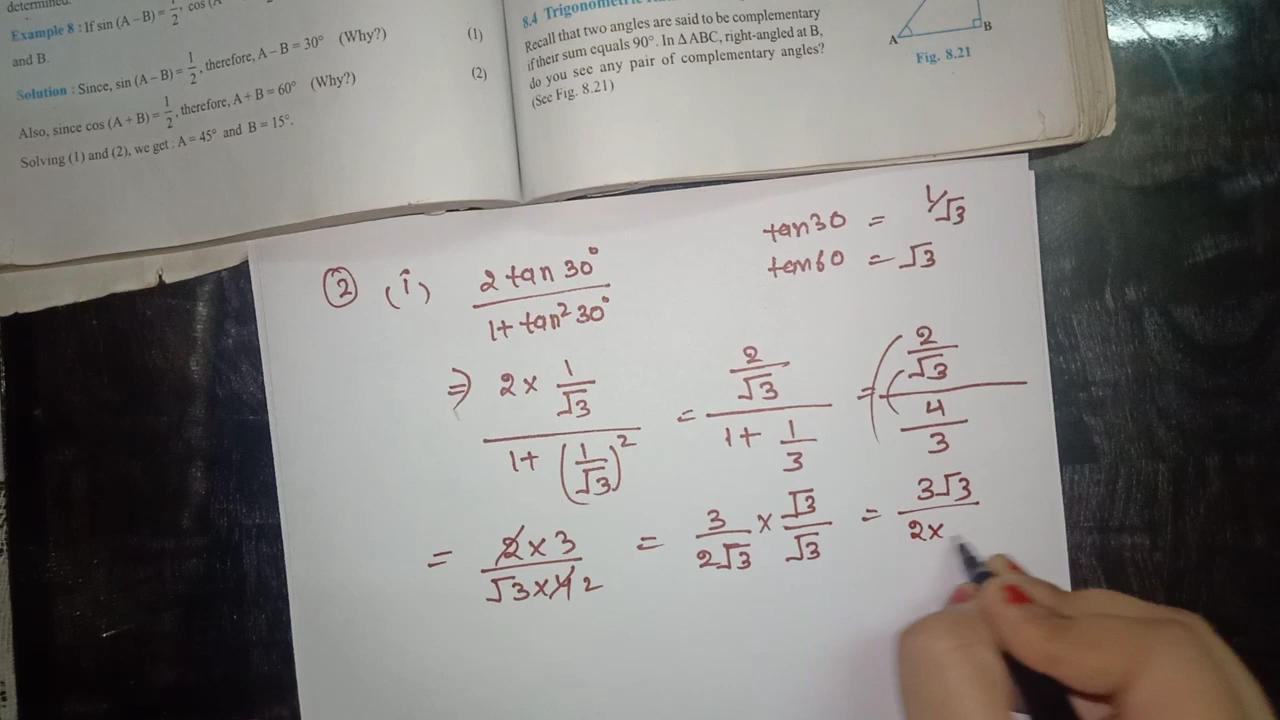 determined.
Example 8 : If sin (A – B) = 1/2, cos (A
and B.
Solution : Since, sin (A – B) = 1/2, therefore, A – B = 30° (Why?) (1)
Also, since cos (A + B) = 1/2, therefore, A + B = 60° (Why?) (2)
Solving (1) and (2), we get : A = 45° and B = 15°.
8.4 Trigonometric
Recall that two angles are said to be complementary
if their sum equals 90°. In ΔABC, right-angled at B,
do you see any pair of complementary angles?
(See Fig. 8.21)
A B
Fig. 8.21
tan30 = 1/√3
tan60 = √3
② (i) 2 tan 30° / 1+ tan² 30°
⇒ 2 × 1/√3 / 1+ (1/√3)² = 2/√3 / 1+ 1/3 = (2/√3 / 4/3
= 2 × 3 / √3 × 4 2 = 3/2√3 × √3/√3 = 3√3 / 2×